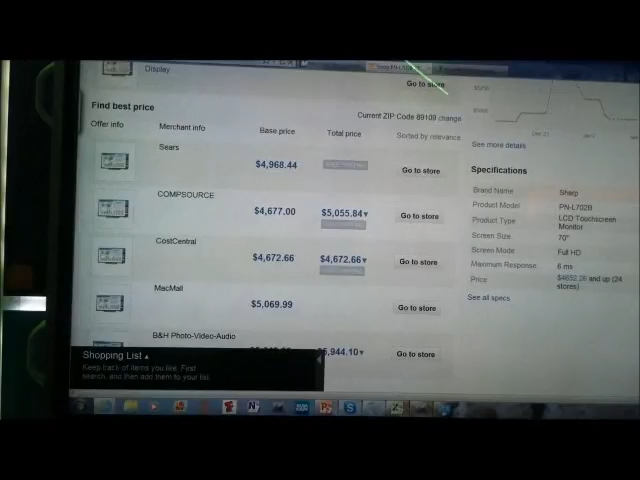 Display
Go to store
Find best price
Current ZIP Code 89109 change
Offer info
Merchant info
Base price
Total price
Sorted by relevance
Sears
$4,968.44
Go to store
COMPSOURCE
$4,677.00
$5,055.84
Go to store
CostCentral
$4,672.66
$4,672.66
Go to store
MacMall
$5,069.99
Go to store
B&H Photo-Video-Audio
5,944.10
Go to store
Shopping List
Keep track of items you like. First
search, and then add them to your list.
See more details
Specifications
Brand Name Sharp
Product Model PN-L702B
Product Type LCD Touchscreen
Monitor
Screen Size 70"
Screen Mode Full HD
Maximum Response 6 ms
Price $4652.26 and up (24
stores)
See all specs